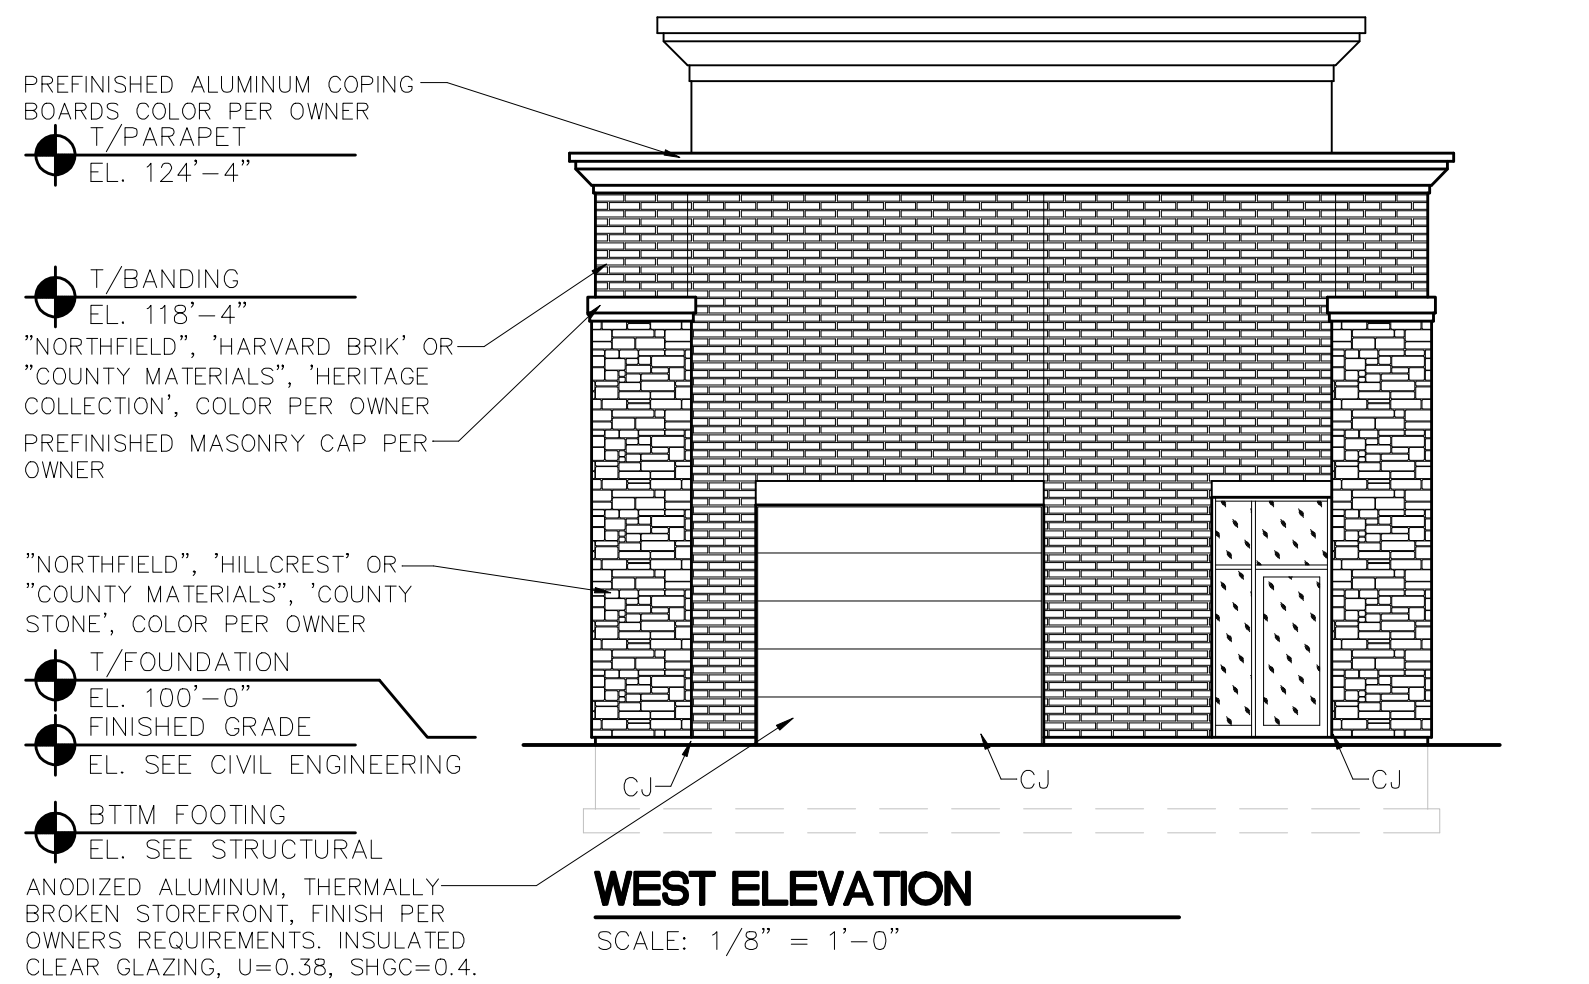 PREFINISHED ALUMINUM COPING
BOARDS COLOR PER OWNER
T/PARAPET
EL. 124'-4"
T/BANDING
EL. 118'-4"
"NORTHFIELD", 'HARVARD BRIK' OR
"COUNTY MATERIALS", 'HERITAGE
COLLECTION', COLOR PER OWNER
PREFINISHED MASONRY CAP PER
OWNER
"NORTHFIELD", 'HILLCREST' OR
"COUNTY MATERIALS", 'COUNTY
STONE', COLOR PER OWNER
T/FOUNDATION
EL. 100'-0"
FINISHED GRADE
EL. SEE CIVIL ENGINEERING
BTTM FOOTING
EL. SEE STRUCTURAL
ANODIZED ALUMINUM, THERMALLY
BROKEN STOREFRONT, FINISH PER
OWNERS REQUIREMENTS. INSULATED
CLEAR GLAZING, U=0.38, SHGC=0.4.
CJ
CJ
CJ
WEST ELEVATION
SCALE: 1/8" = 1'-0"